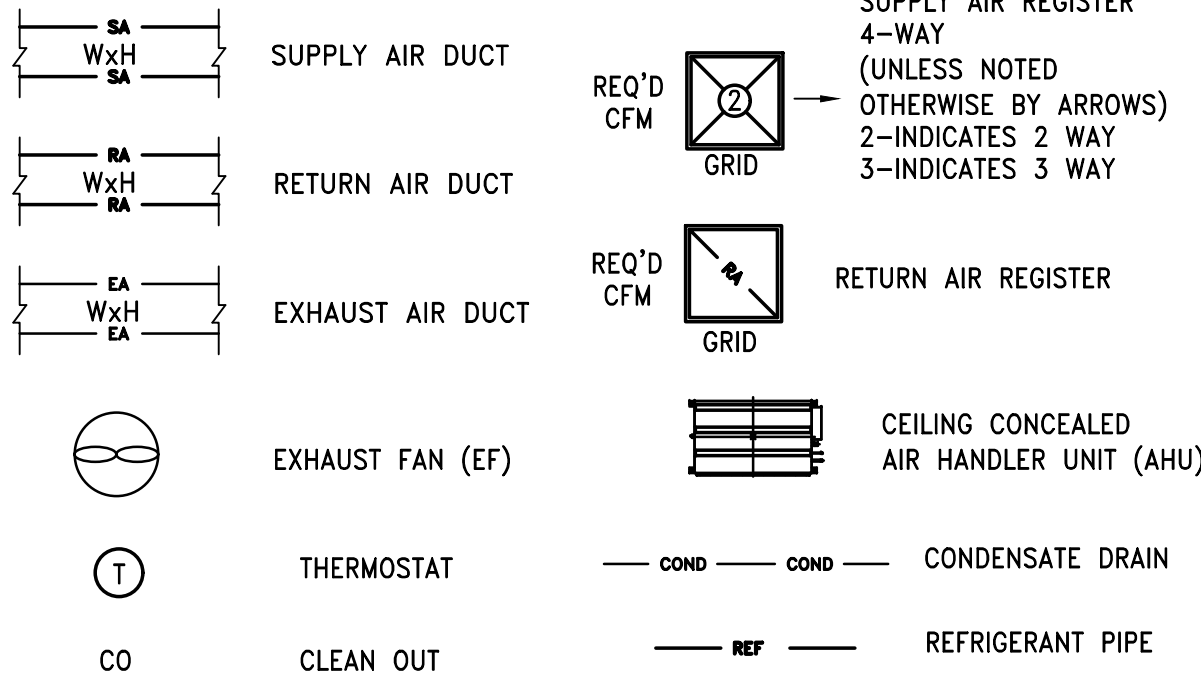 SA
WxH
SA
SUPPLY AIR DUCT
RA
WxH
RA
RETURN AIR DUCT
EA
WxH
EA
EXHAUST AIR DUCT
EXHAUST FAN (EF)
T
THERMOSTAT
CO
CLEAN OUT
REQ'D
CFM
2
GRID
SUPPLY AIR REGISTER
4-WAY
(UNLESS NOTED
OTHERWISE BY ARROWS)
2-INDICATES 2 WAY
3-INDICATES 3 WAY
REQ'D
CFM
RA
GRID
RETURN AIR REGISTER
CEILING CONCEALED
AIR HANDLER UNIT (AHU)
COND COND
CONDENSATE DRAIN
REF
REFRIGERANT PIPE